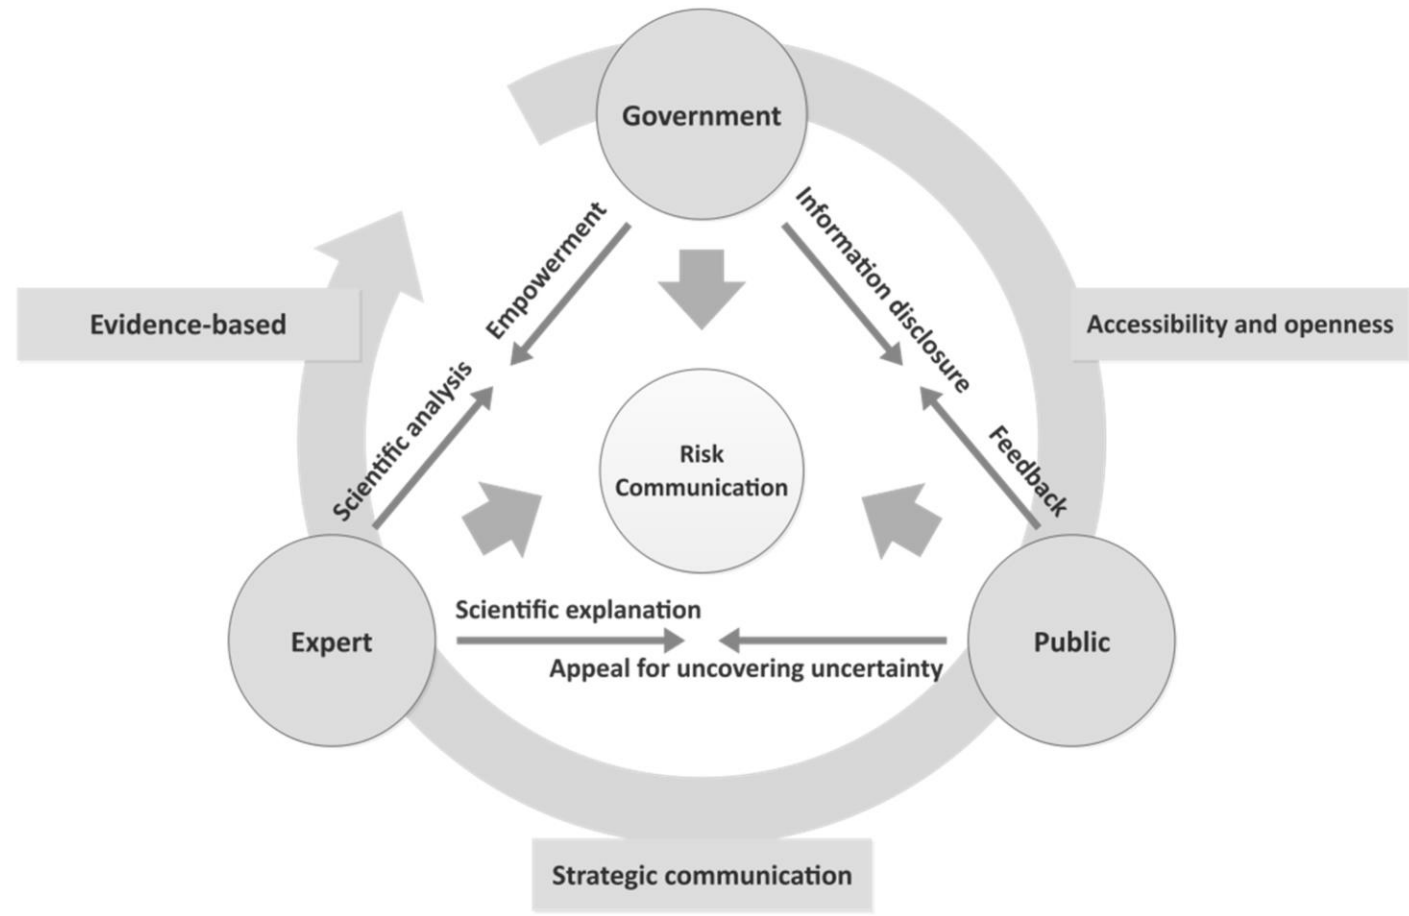 Government
Empowerment
Information disclosure
Evidence-based
Accessibility and openness
Scientific analysis
Feedback
Risk
Communication
Scientific explanation
Expert
Public
Appeal for uncovering uncertainty
Strategic communication